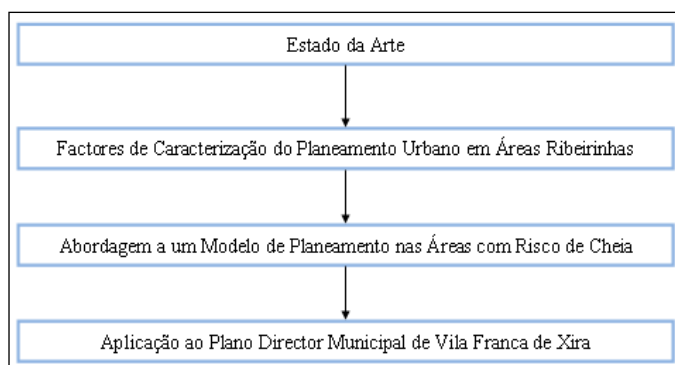 Estado da Arte
Factores de Caracterização do Planeamento Urbano em Áreas Ribeirinhas
Abordagem a um Modelo de Planeamento nas Áreas com Risco de Cheia
Aplicação ao Plano Director Municipal de Vila Franca de Xira